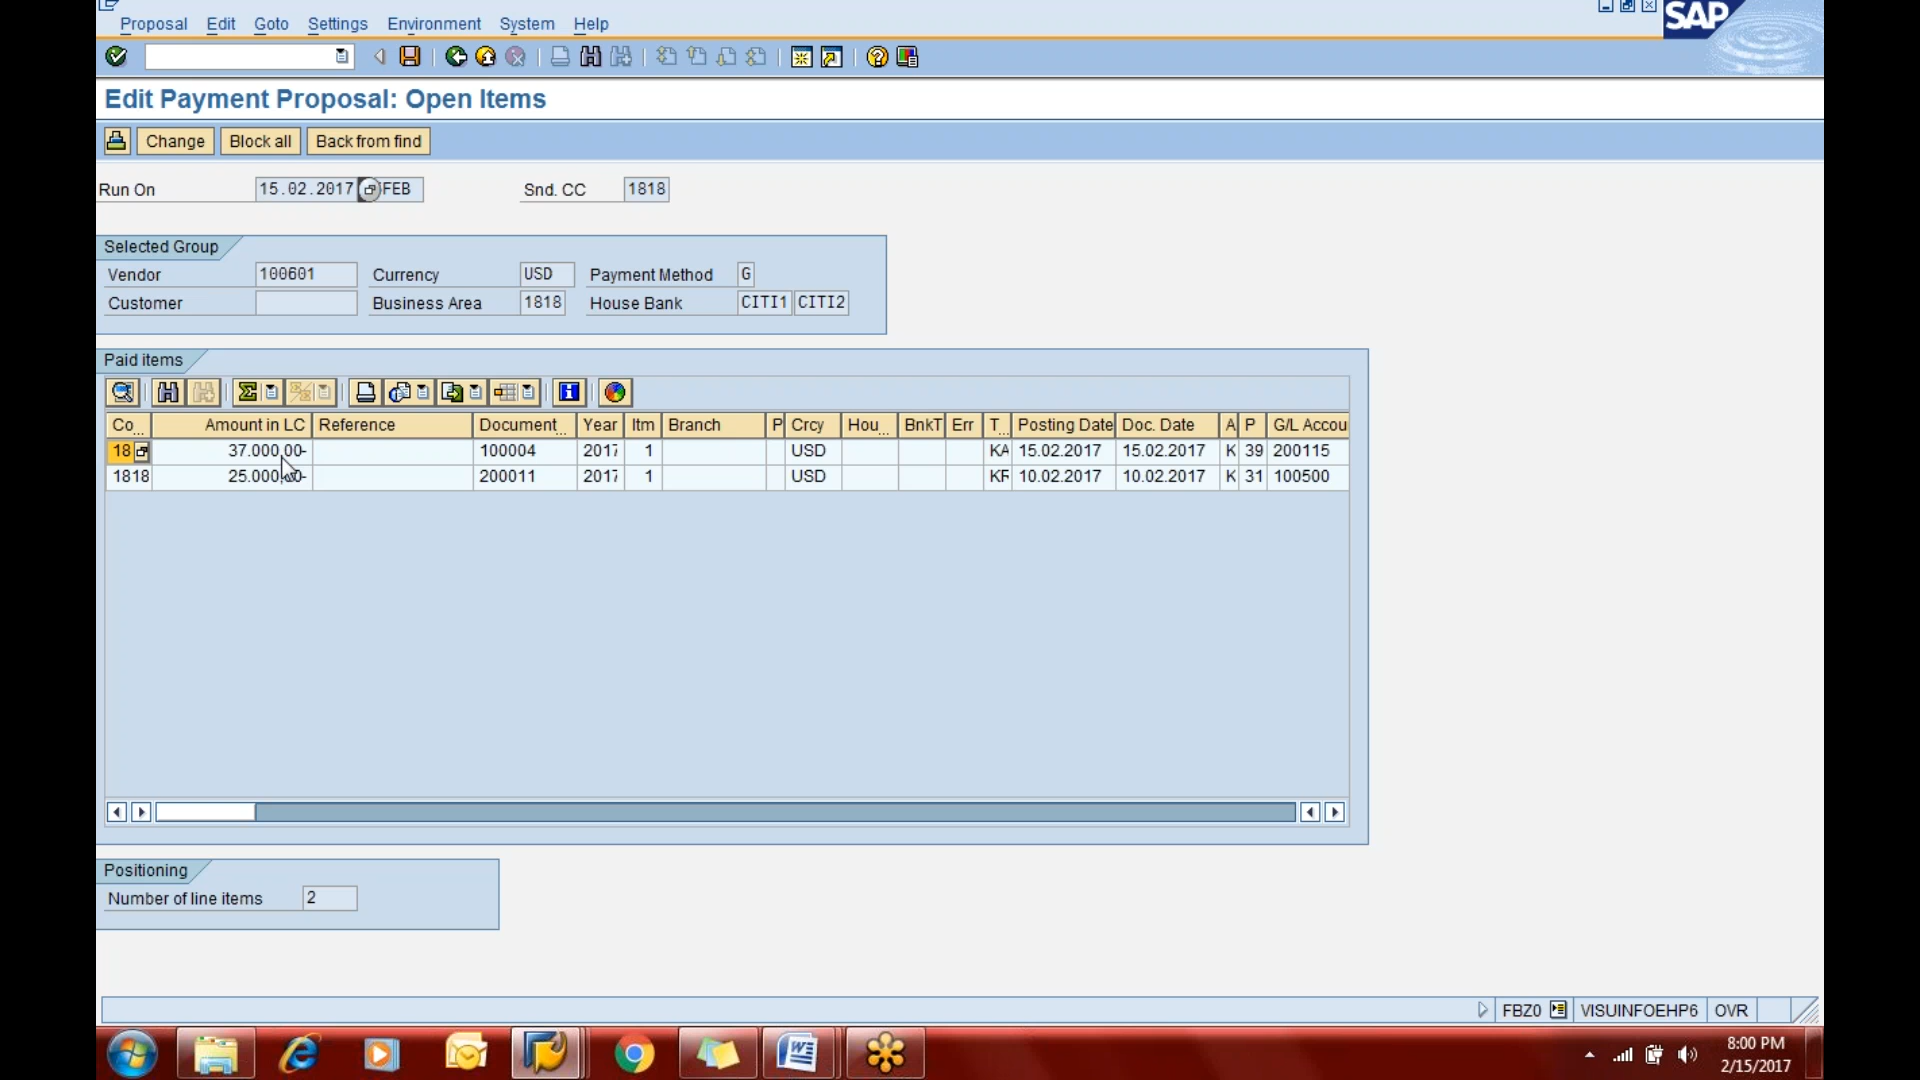 Proposal Edit Goto Settings Environment System Help
SAP
Edit Payment Proposal: Open Items
Change Block all Back from find
Run On 15.02.2017 FEB Snd. CC 1818
Selected Group
Vendor 100601 Currency USD Payment Method G
Customer Business Area 1818 House Bank CITI1 CITI2
Paid items
Co... Amount in LC Reference Document... Year Itm Branch P Crcy Hou... BnkT Err T... Posting Date Doc. Date A P G/L Accou
18 37.000,00- 100004 2017 1 USD KA 15.02.2017 15.02.2017 K 39 200115
1818 25.000,00- 200011 2017 1 USD KR 10.02.2017 10.02.2017 K 31 100500
Positioning
Number of line items 2
FBZ0 VISUINFOEHP6 OVR
8:00 PM
2/15/2017